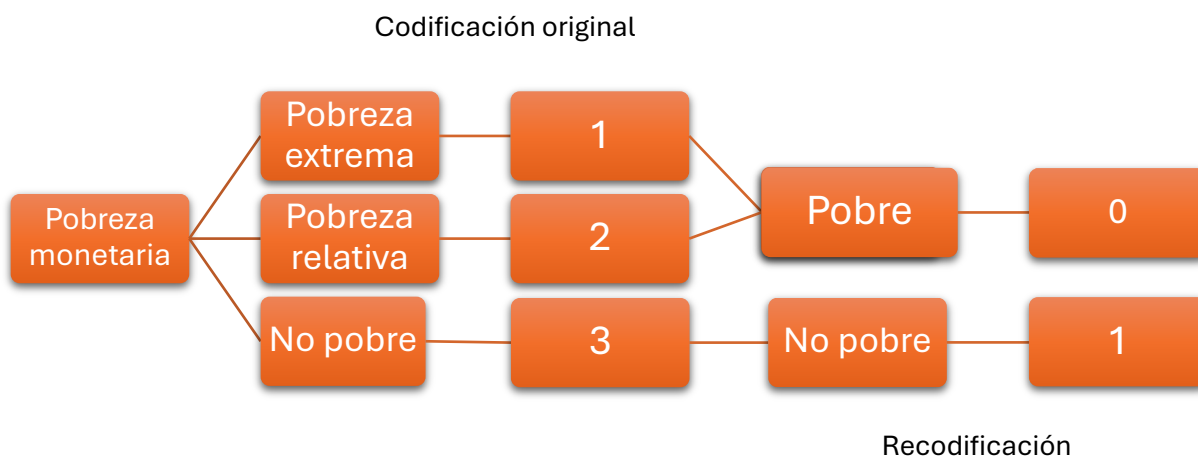 Codificación original
Pobreza
extrema
1
Pobreza
monetaria
Pobreza
relativa
2
Pobre
0
No pobre
3
No pobre
1
Recodificación